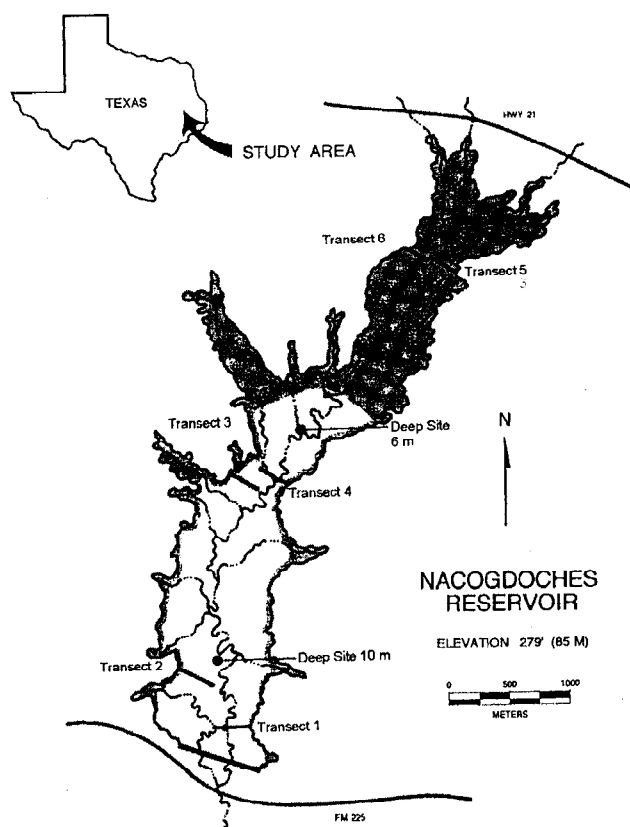 TEXAS
STUDY AREA
HWY 21
Transect 6
Transect 5
3
Transect 3
Deep Site
6 m
N
Transect 4
NACOGDOCHES
RESERVOIR
ELEVATION 279' (85 M)
Deep Site 10 m
Transect 2
0 500 1000
METERS
Transect 1
FM 225